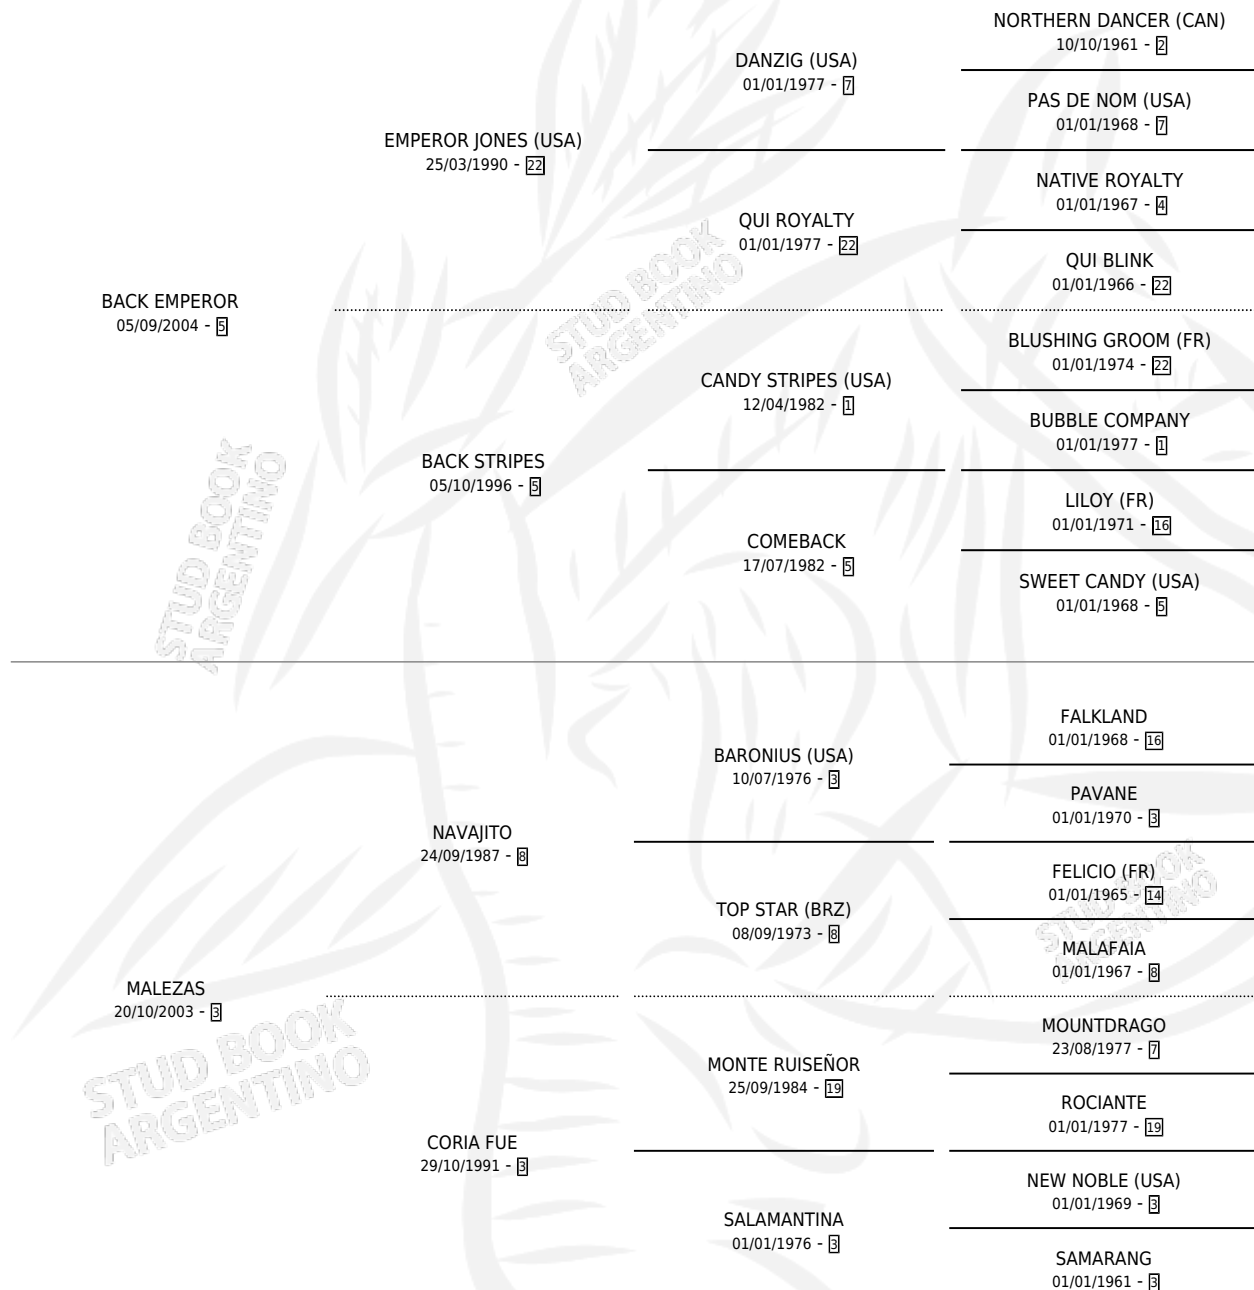 NORTHERN DANCER (CAN)
10/10/1961 - 2
DANZIG (USA)
01/01/1977 - 7
PAS DE NOM (USA)
01/01/1968 - 7
EMPEROR JONES (USA)
25/03/1990 - 22
NATIVE ROYALTY
01/01/1967 - 4
QUI ROYALTY
01/01/1977 - 22
QUI BLINK
01/01/1966 - 22
BACK EMPEROR
05/09/2004 - 5
STUD BOOK
ARGENTINO
BLUSHING GROOM (FR)
01/01/1974 - 22
CANDY STRIPES (USA)
12/04/1982 - 1
BUBBLE COMPANY
01/01/1977 - 1
BACK STRIPES
05/10/1996 - 5
LILOY (FR)
01/01/1971 - 16
COMEBACK
17/07/1982 - 5
SWEET CANDY (USA)
01/01/1968 - 5
STUD BOOK
ARGENTINO
FALKLAND
01/01/1968 - 16
BARONIUS (USA)
10/07/1976 - 3
PAVANE
01/01/1970 - 3
NAVAJITO
24/09/1987 - 8
FELICIO (FR)
01/01/1965 - 14
TOP STAR (BRZ)
08/09/1973 - 8
STUD BOOK
ARGENTINO
MALAFAIA
01/01/1967 - 8
MALEZAS
20/10/2003 - 3
STUD BOOK
ARGENTINO
MOUNTDRAGO
23/08/1977 - 7
MONTE RUISEÑOR
25/09/1984 - 19
ROCIANTE
01/01/1977 - 19
CORIA FUE
29/10/1991 - 3
NEW NOBLE (USA)
01/01/1969 - 3
SALAMANTINA
01/01/1976 - 3
SAMARANG
01/01/1961 - 3